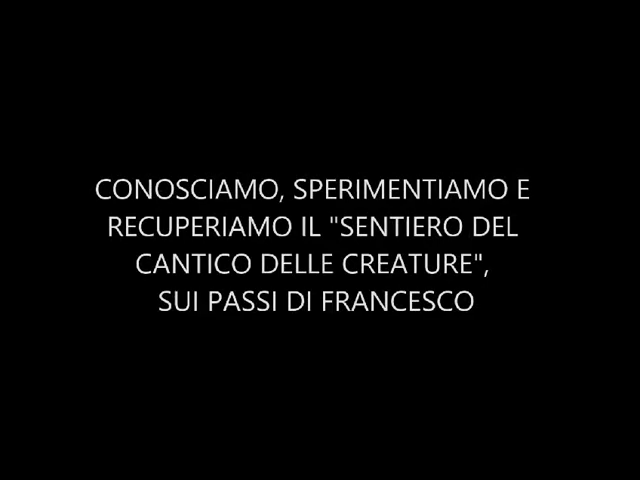 CONOSCIAMO, SPERIMENTIAMO E
RECUPERIAMO IL "SENTIERO DEL
CANTICO DELLE CREATURE",
SUI PASSI DI FRANCESCO